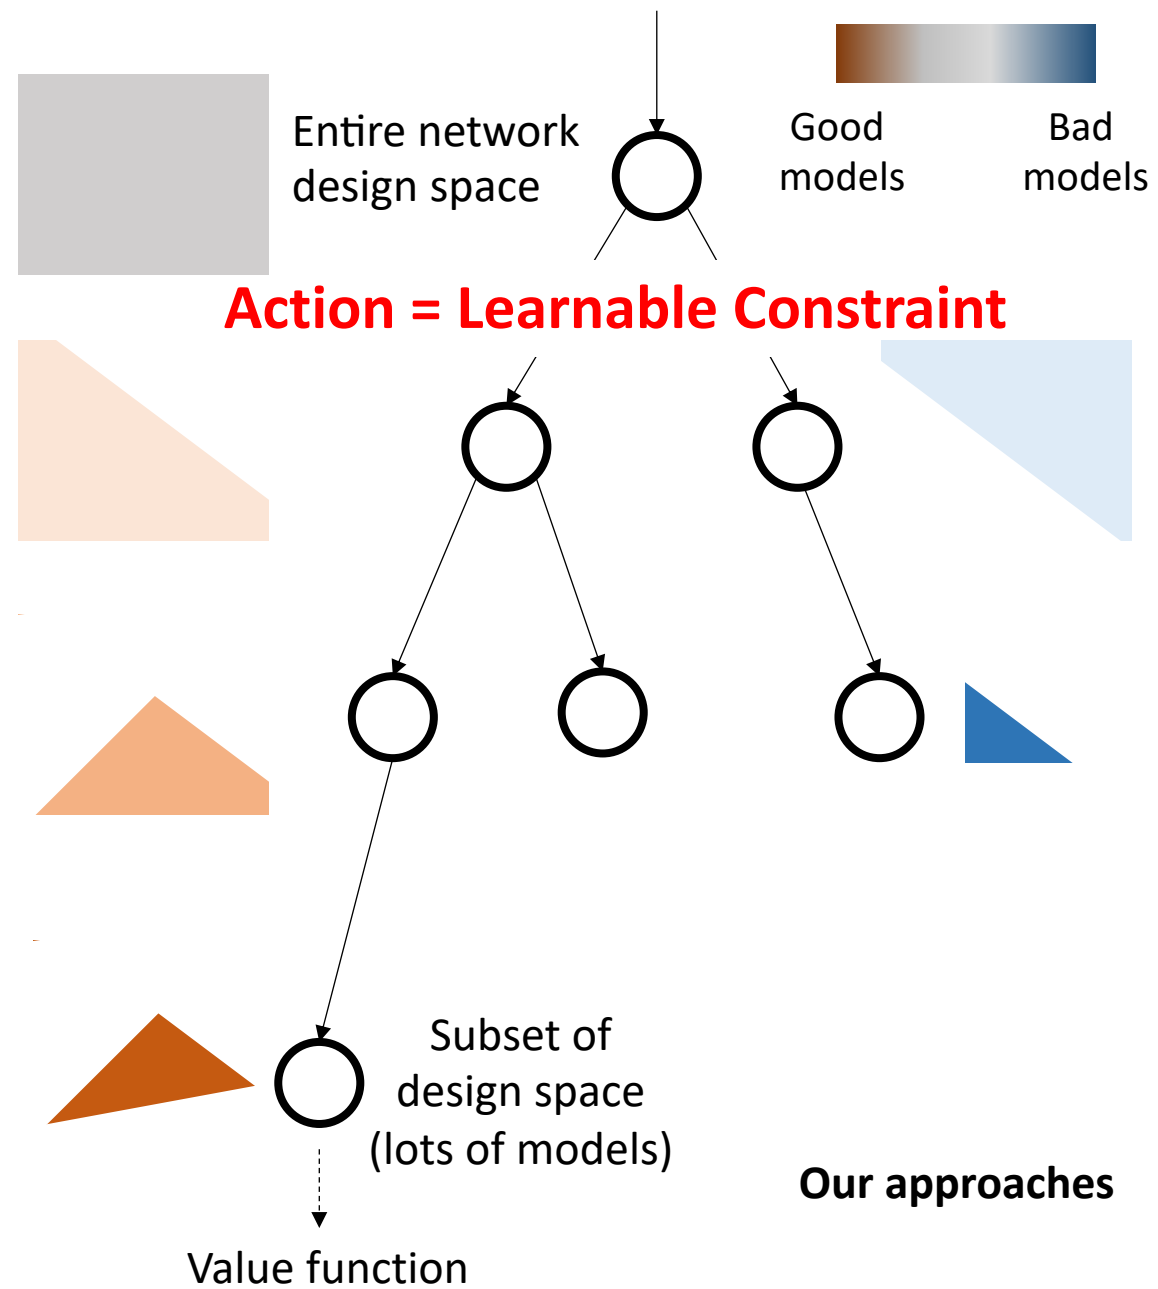 Entire network
design space
Good
models
Bad
models
Action = Learnable Constraint
Subset of
design space
(lots of models)
Our approaches
Value function